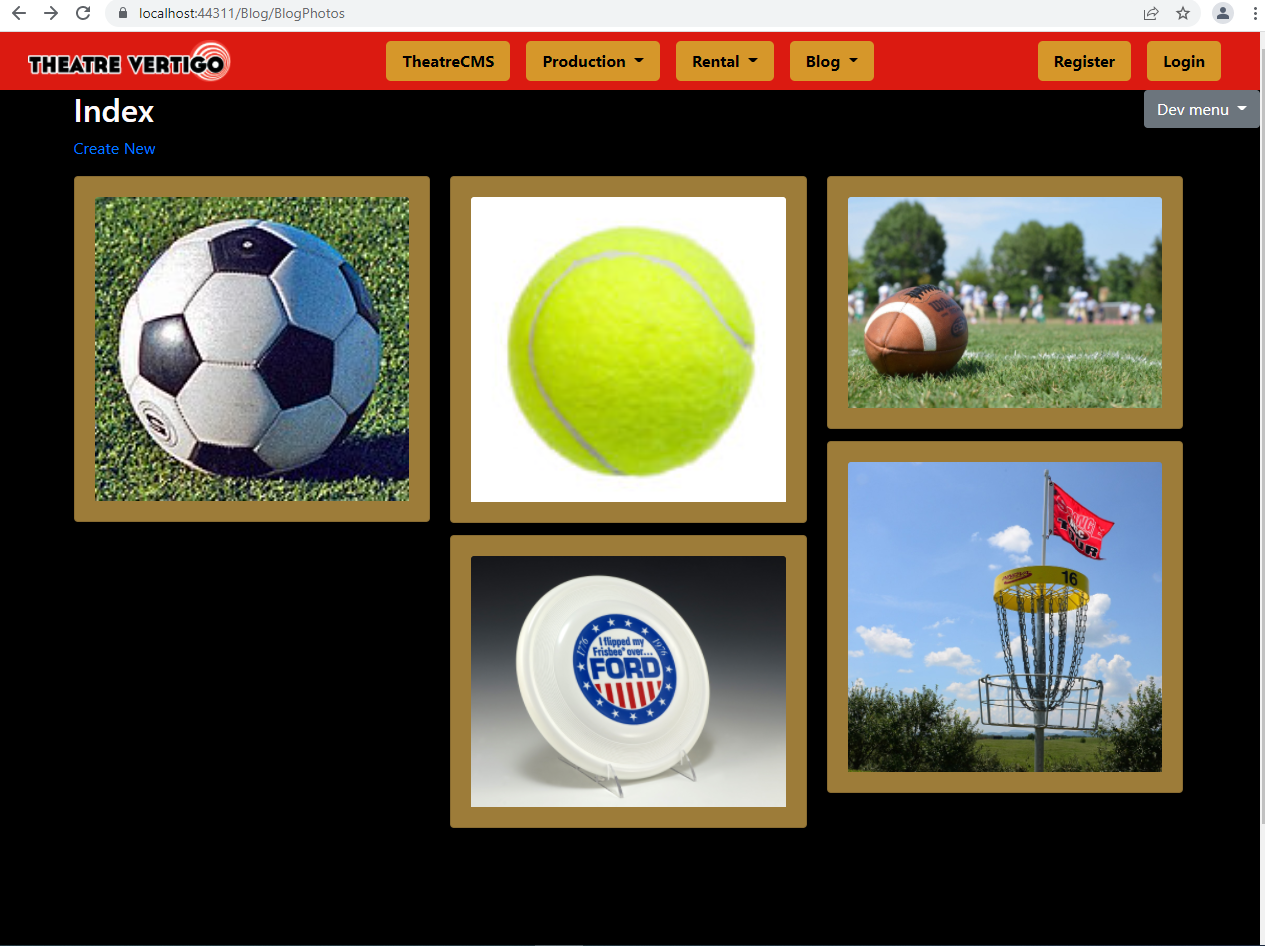 localhost:44311/Blog/BlogPhotos
THEATRE VERTIGO
TheatreCMS
Production
Rental
Blog
Register
Login
Index
Dev menu
Create New
16
1776
1976
I flipped my
Frisbee® over...
FORD